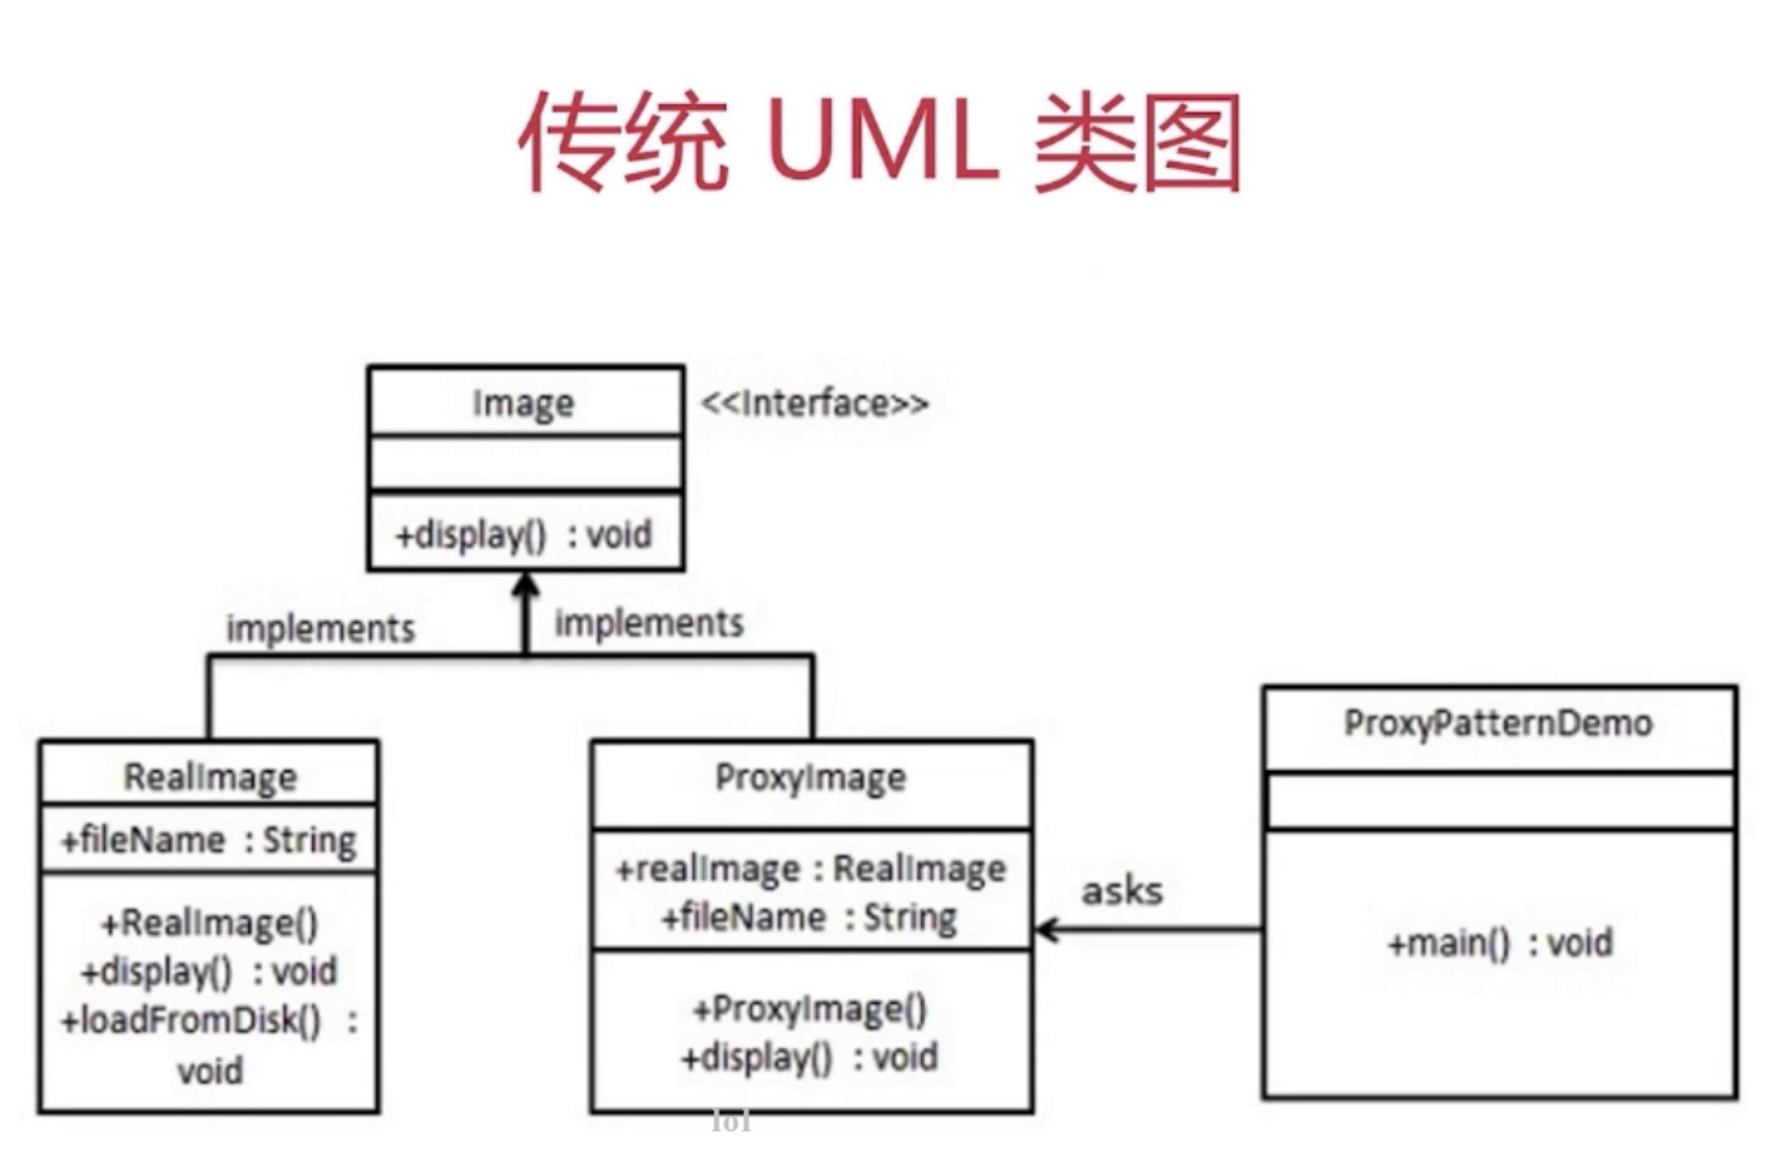 传统 UML 类图
Image
<<Interface>>
+display() : void
implements
implements
RealImage
+fileName : String
+RealImage()
+display() : void
+loadFromDisk() :
void
ProxyImage
+realImage : RealImage
+fileName : String
+ProxyImage()
+display() : void
asks
ProxyPatternDemo
+main() : void
lol